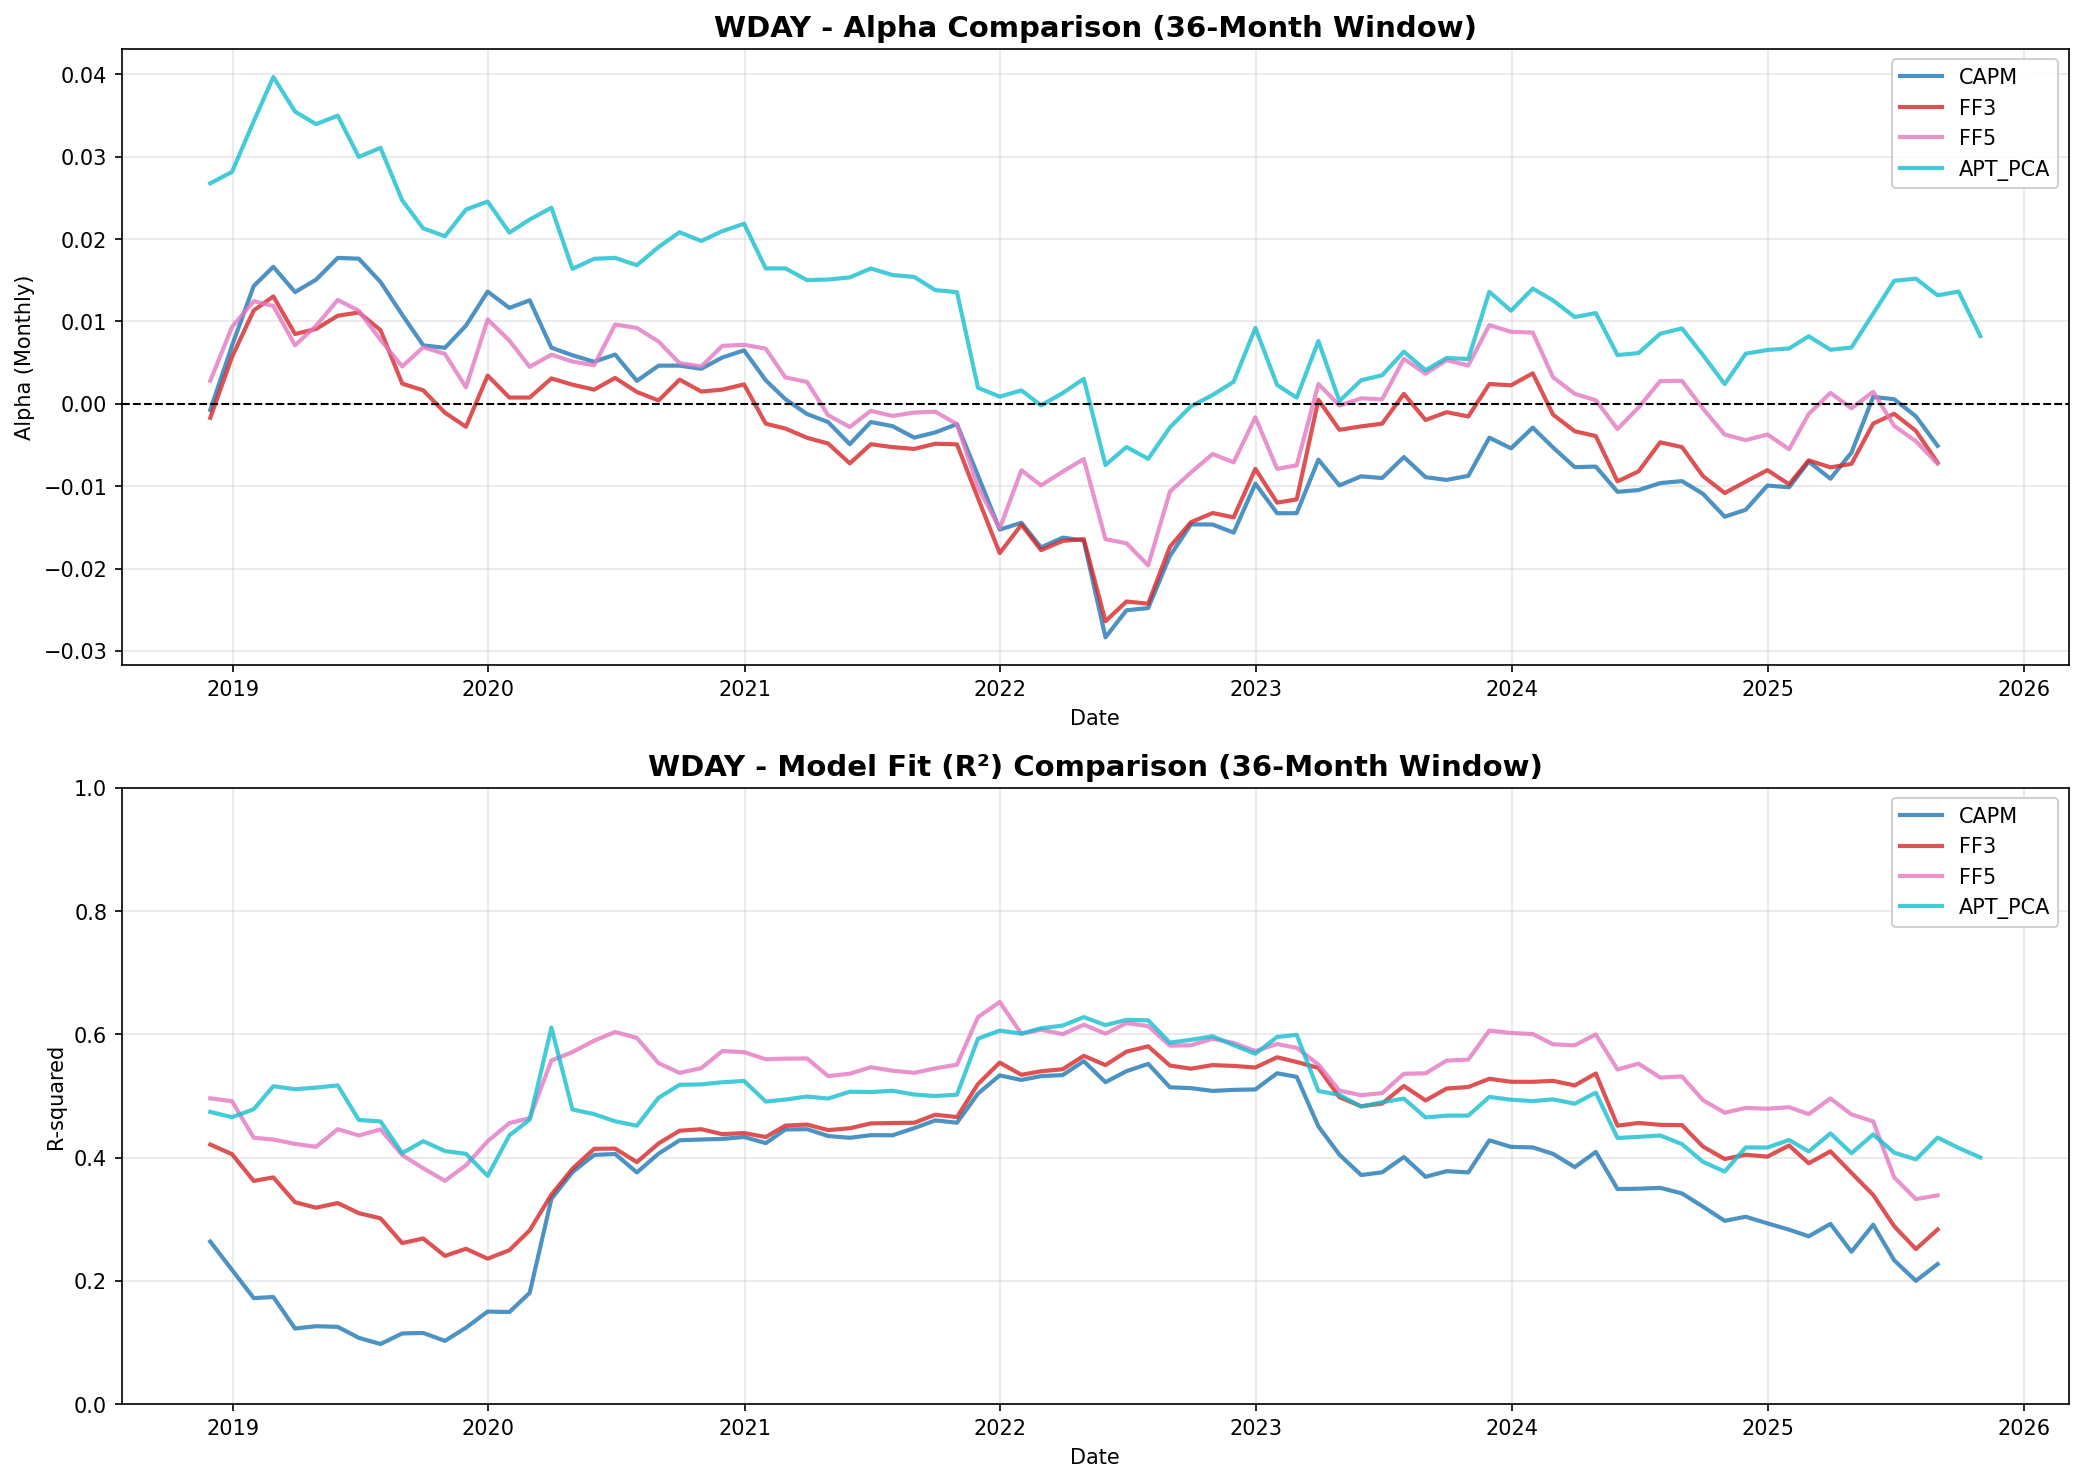 WDAY - Alpha Comparison (36-Month Window)
0.04
0.03
0.02
0.01
0.00
−0.01
−0.02
−0.03
Alpha (Monthly)
CAPM
FF3
FF5
APT_PCA
2019 2020 2021 2022 2023 2024 2025 2026
Date
WDAY - Model Fit (R²) Comparison (36-Month Window)
1.0
0.8
0.6
0.4
0.2
0.0
R-squared
CAPM
FF3
FF5
APT_PCA
2019 2020 2021 2022 2023 2024 2025 2026
Date